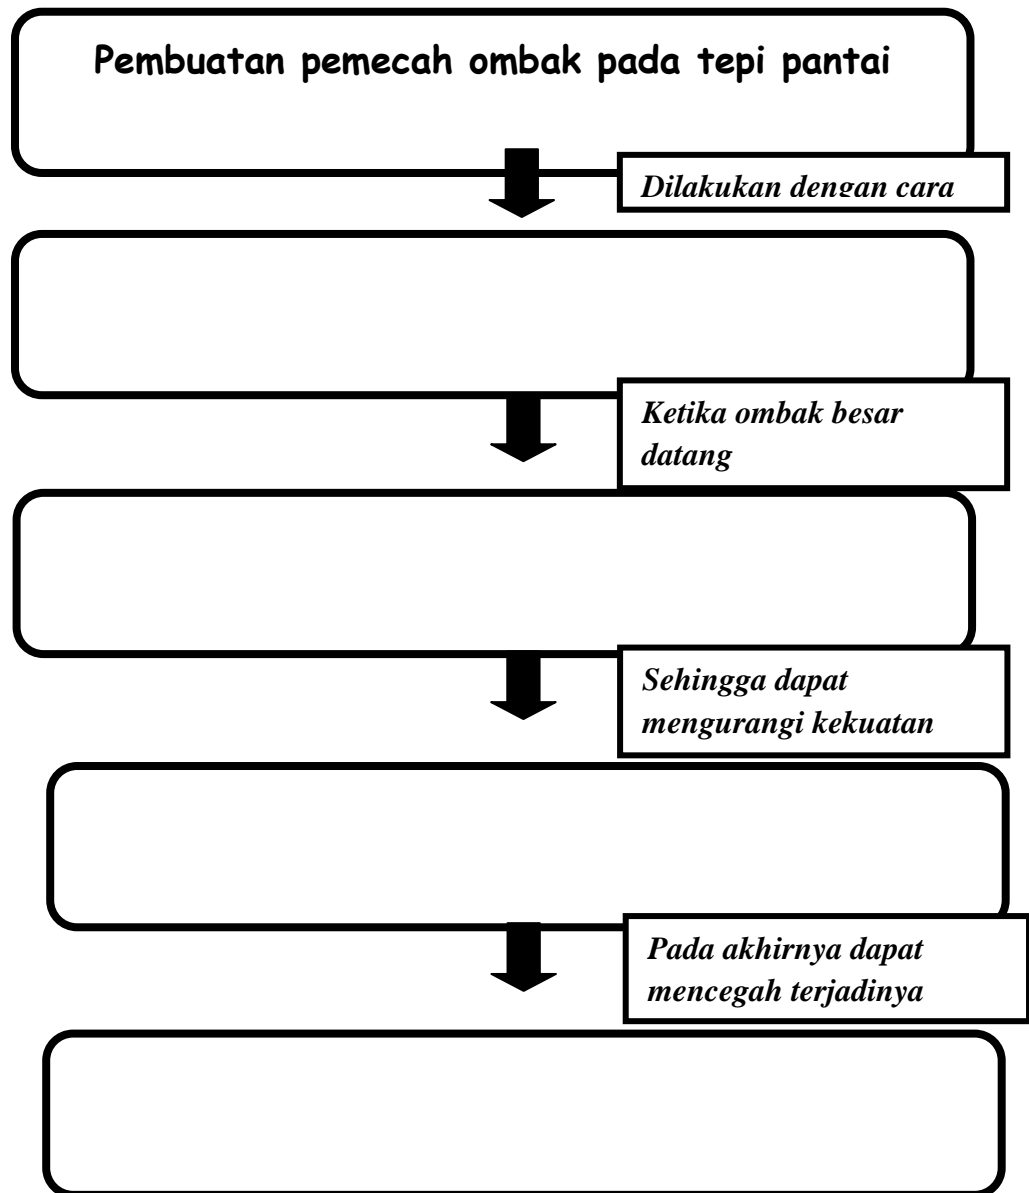 Pembuatan pemecah ombak pada tepi pantai
Dilakukan dengan cara
Ketika ombak besar
datang
Sehingga dapat
mengurangi kekuatan
Pada akhirnya dapat
mencegah terjadinya